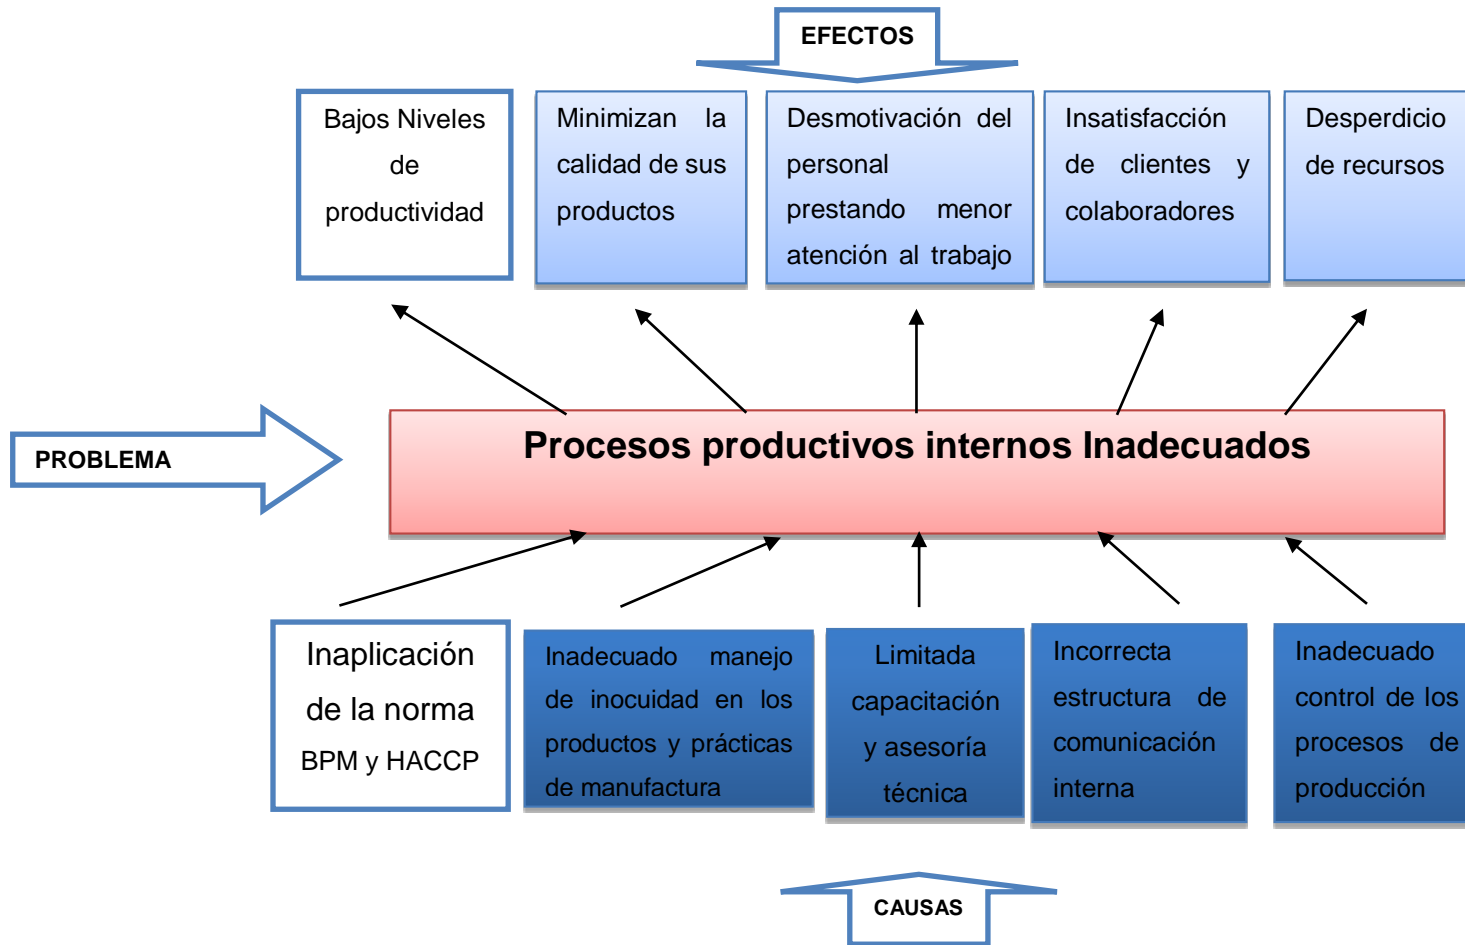 EFECTOS
Bajos Niveles
de
productividad
Minimizan la
calidad de sus
productos
Desmotivación del
personal
prestando menor
atención al trabajo
Insatisfacción
de clientes y
colaboradores
Desperdicio
de recursos
PROBLEMA
Procesos productivos internos Inadecuados
Inaplicación
de la norma
BPM y HACCP
Inadecuado manejo
de inocuidad en los
productos y prácticas
de manufactura
Limitada
capacitación
y asesoría
técnica
Incorrecta
estructura de
comunicación
interna
Inadecuado
control de los
procesos de
producción
CAUSAS